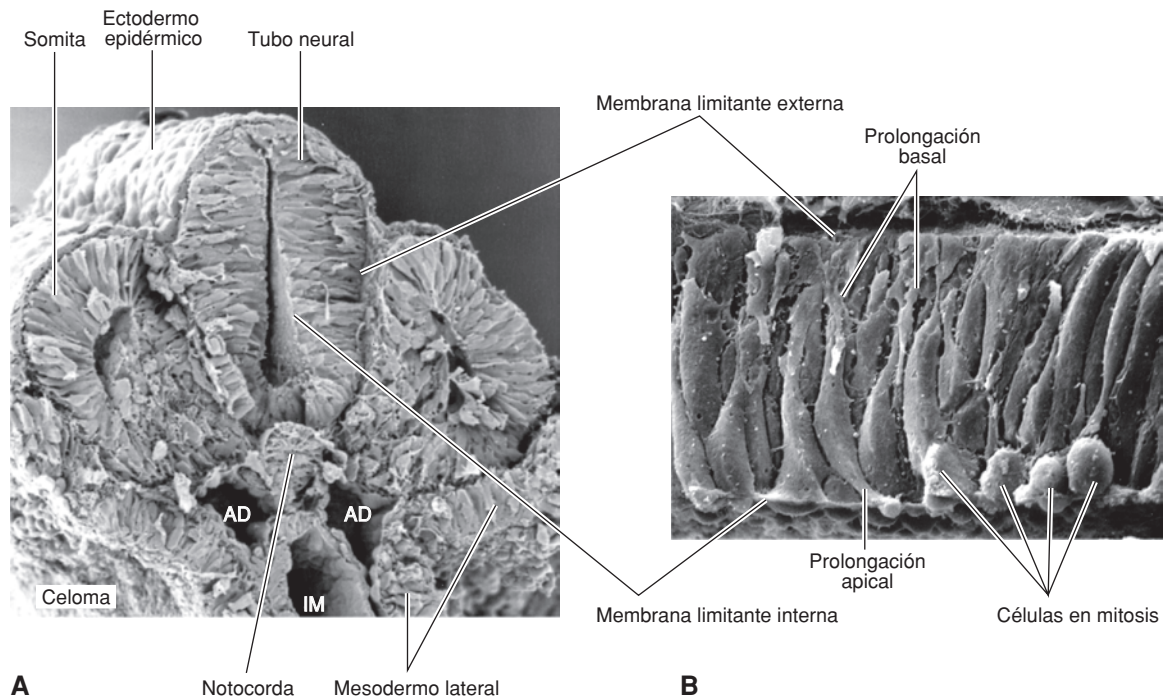 Ectodermo
epidérmico
Somita
Tubo neural
Membrana limitante externa
Prolongación
basal
AD
AD
IM
Celoma
Prolongación
apical
Membrana limitante interna
Células en mitosis
A
Notocorda
Mesodermo lateral
B